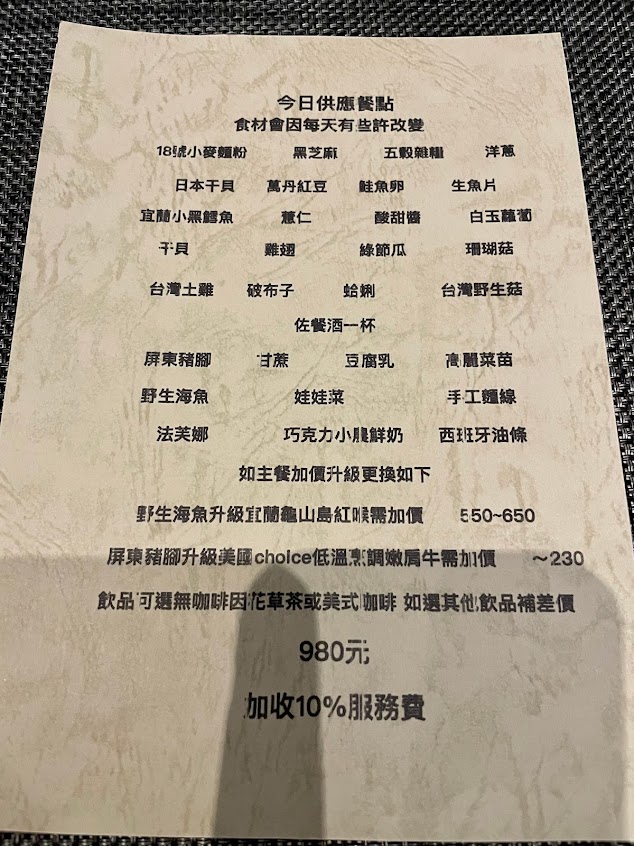 今日供應餐點
食材會因每天有些許改變
18號小麥麵粉 黑芝麻 五穀雜糧 洋蔥
日本干貝 萬丹紅豆 鮭魚卵 生魚片
宜蘭小黑鱈魚 薏仁 酸甜醬 白玉蘿蔔
干貝 雞翅 綠節瓜 珊瑚菇
台灣土雞 破布子 蛤蜊 台灣野生菇
佐餐酒一杯
屏東豬腳 甘蔗 豆腐乳 高麗菜苗
野生海魚 娃娃菜 手工麵線
法芙娜 巧克力小農鮮奶 西班牙油條
如主餐加價升級更換如下
野生海魚升級宜蘭龜山島紅喉需加價 550~650
屏東豬腳升級美國choice低溫烹調嫩肩牛需加價 ～230
飲品可選無咖啡因花草茶或美式咖啡 如選其他飲品補差價
980元
加收10%服務費